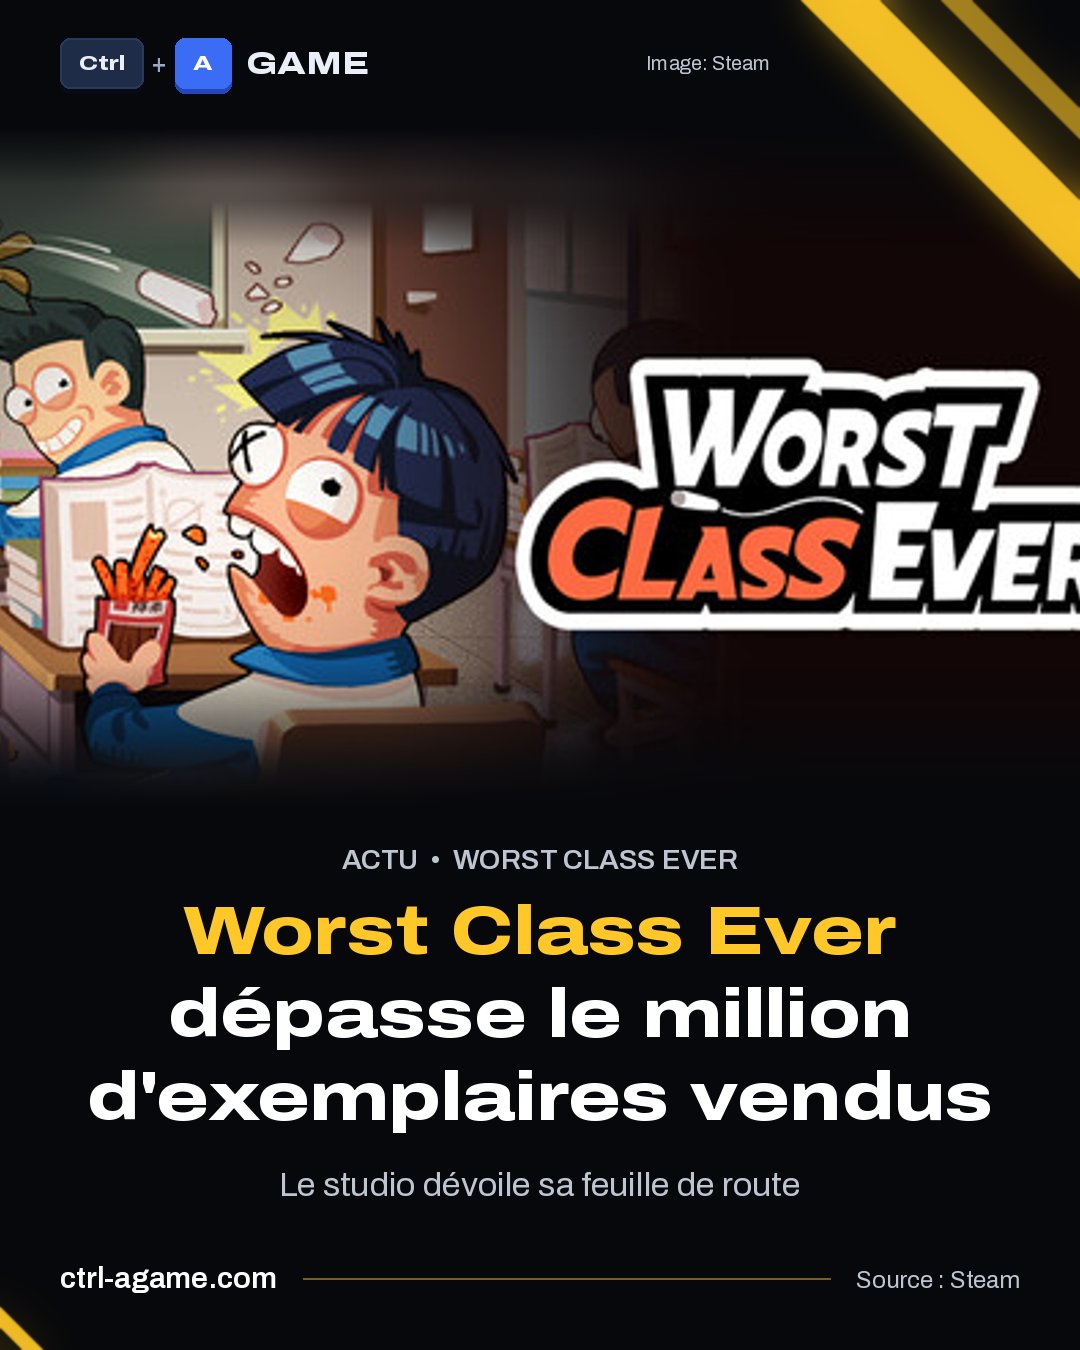 Ctrl + A GAME
Image: Steam
WORST
CLASS EVER
ACTU • WORST CLASS EVER
Worst Class Ever
dépasse le million
d'exemplaires vendus
Le studio dévoile sa feuille de route
ctrl-agame.com
Source : Steam